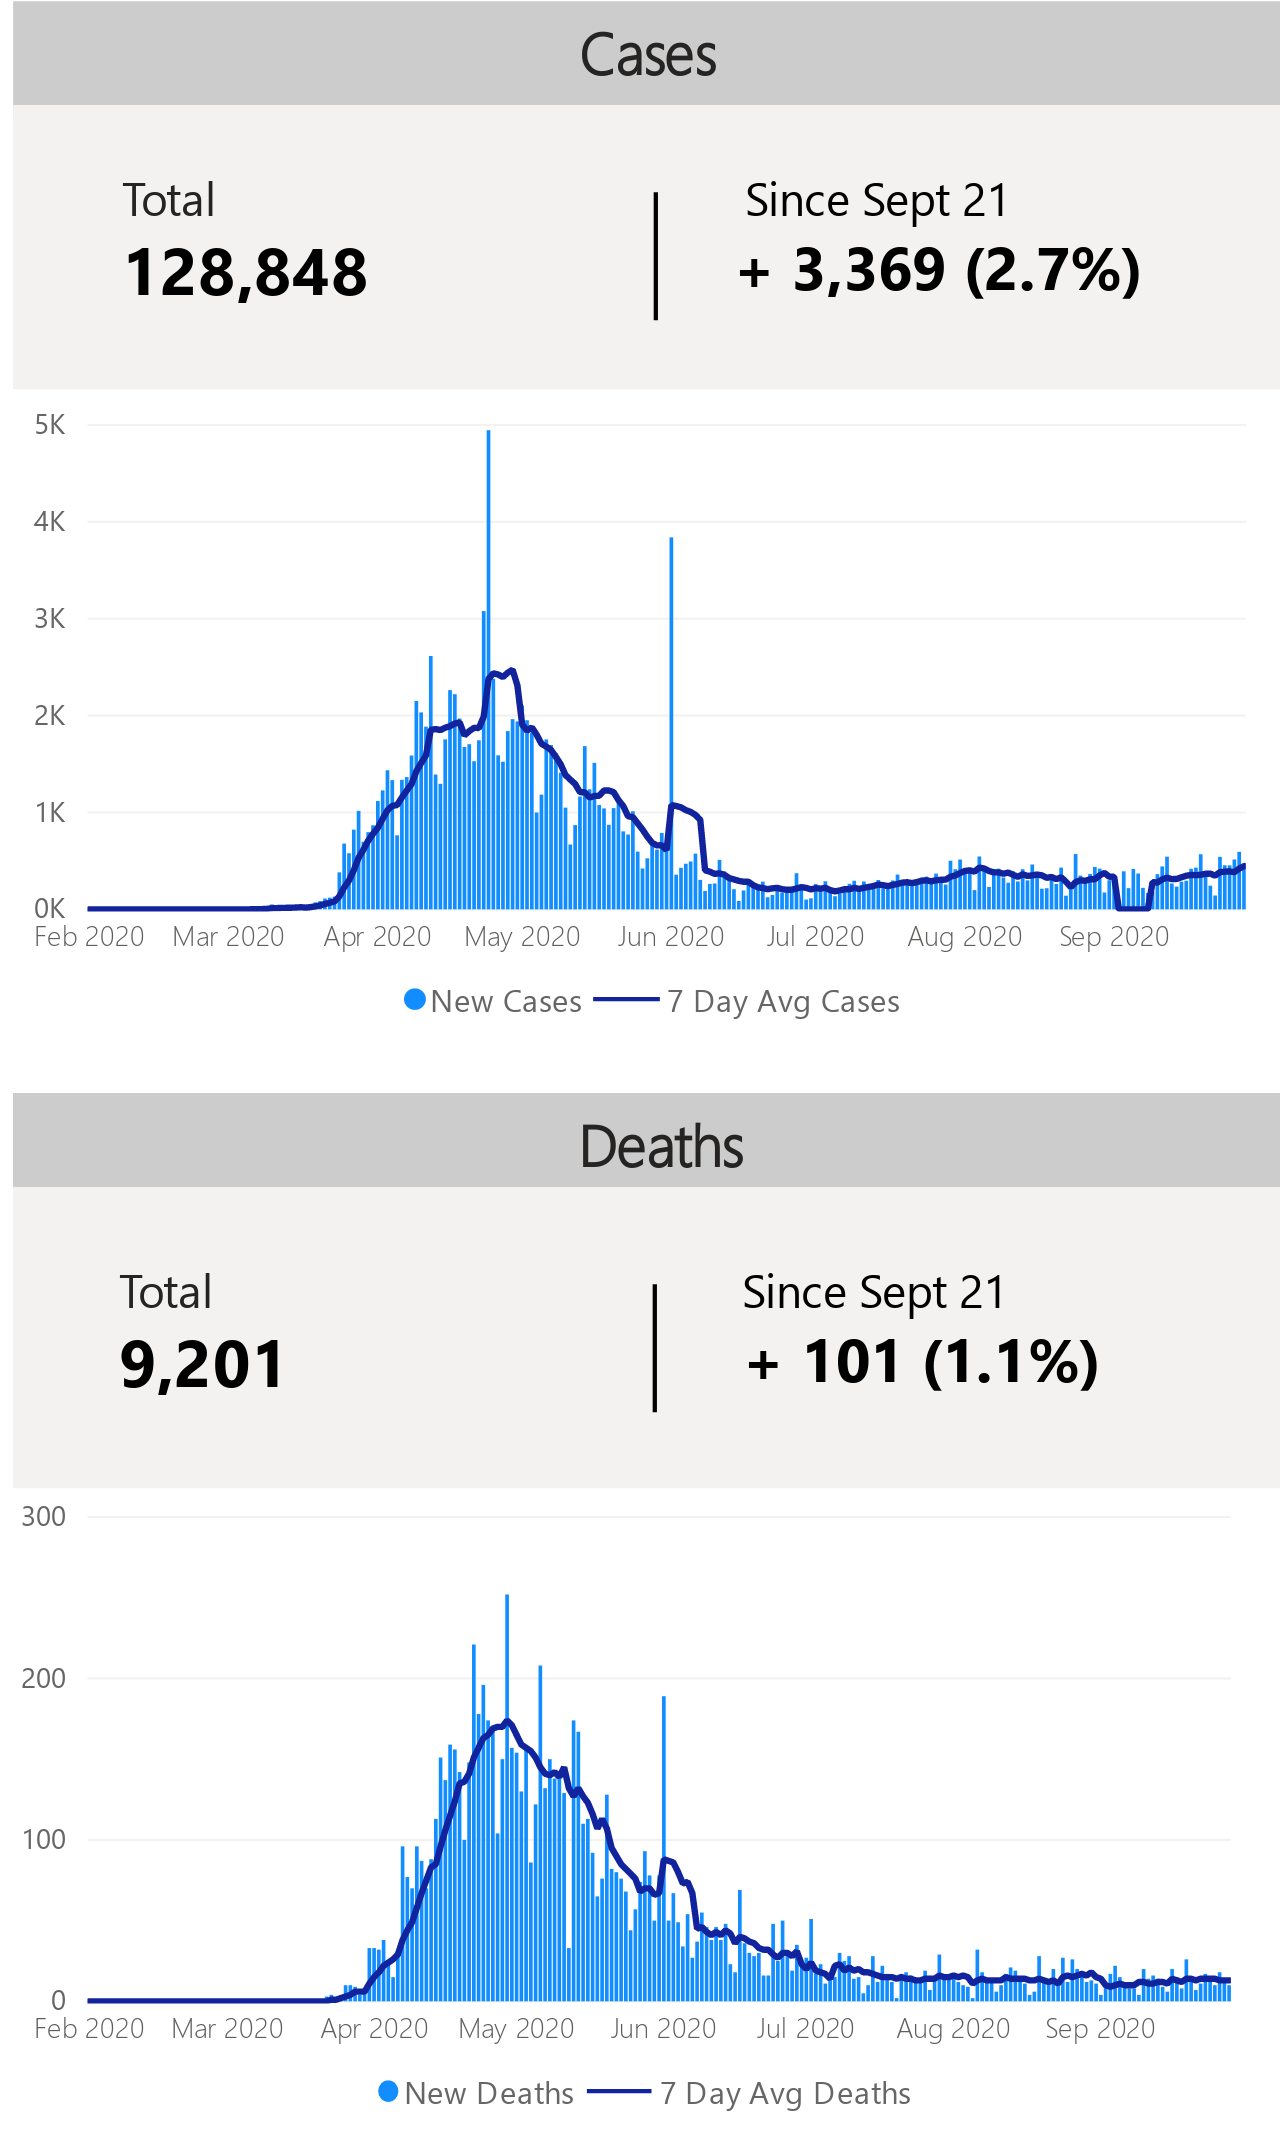 Cases
Total
Since Sept 21
128,848
+ 3,369 (2.7%)
5K
4K
3K
2K
1K
0K
Feb 2020 Mar 2020 Apr 2020 May 2020 Jun 2020 Jul 2020 Aug 2020 Sep 2020
New Cases 7 Day Avg Cases
Deaths
Total
Since Sept 21
9,201
+ 101 (1.1%)
300
200
100
0
Feb 2020 Mar 2020 Apr 2020 May 2020 Jun 2020 Jul 2020 Aug 2020 Sep 2020
New Deaths 7 Day Avg Deaths